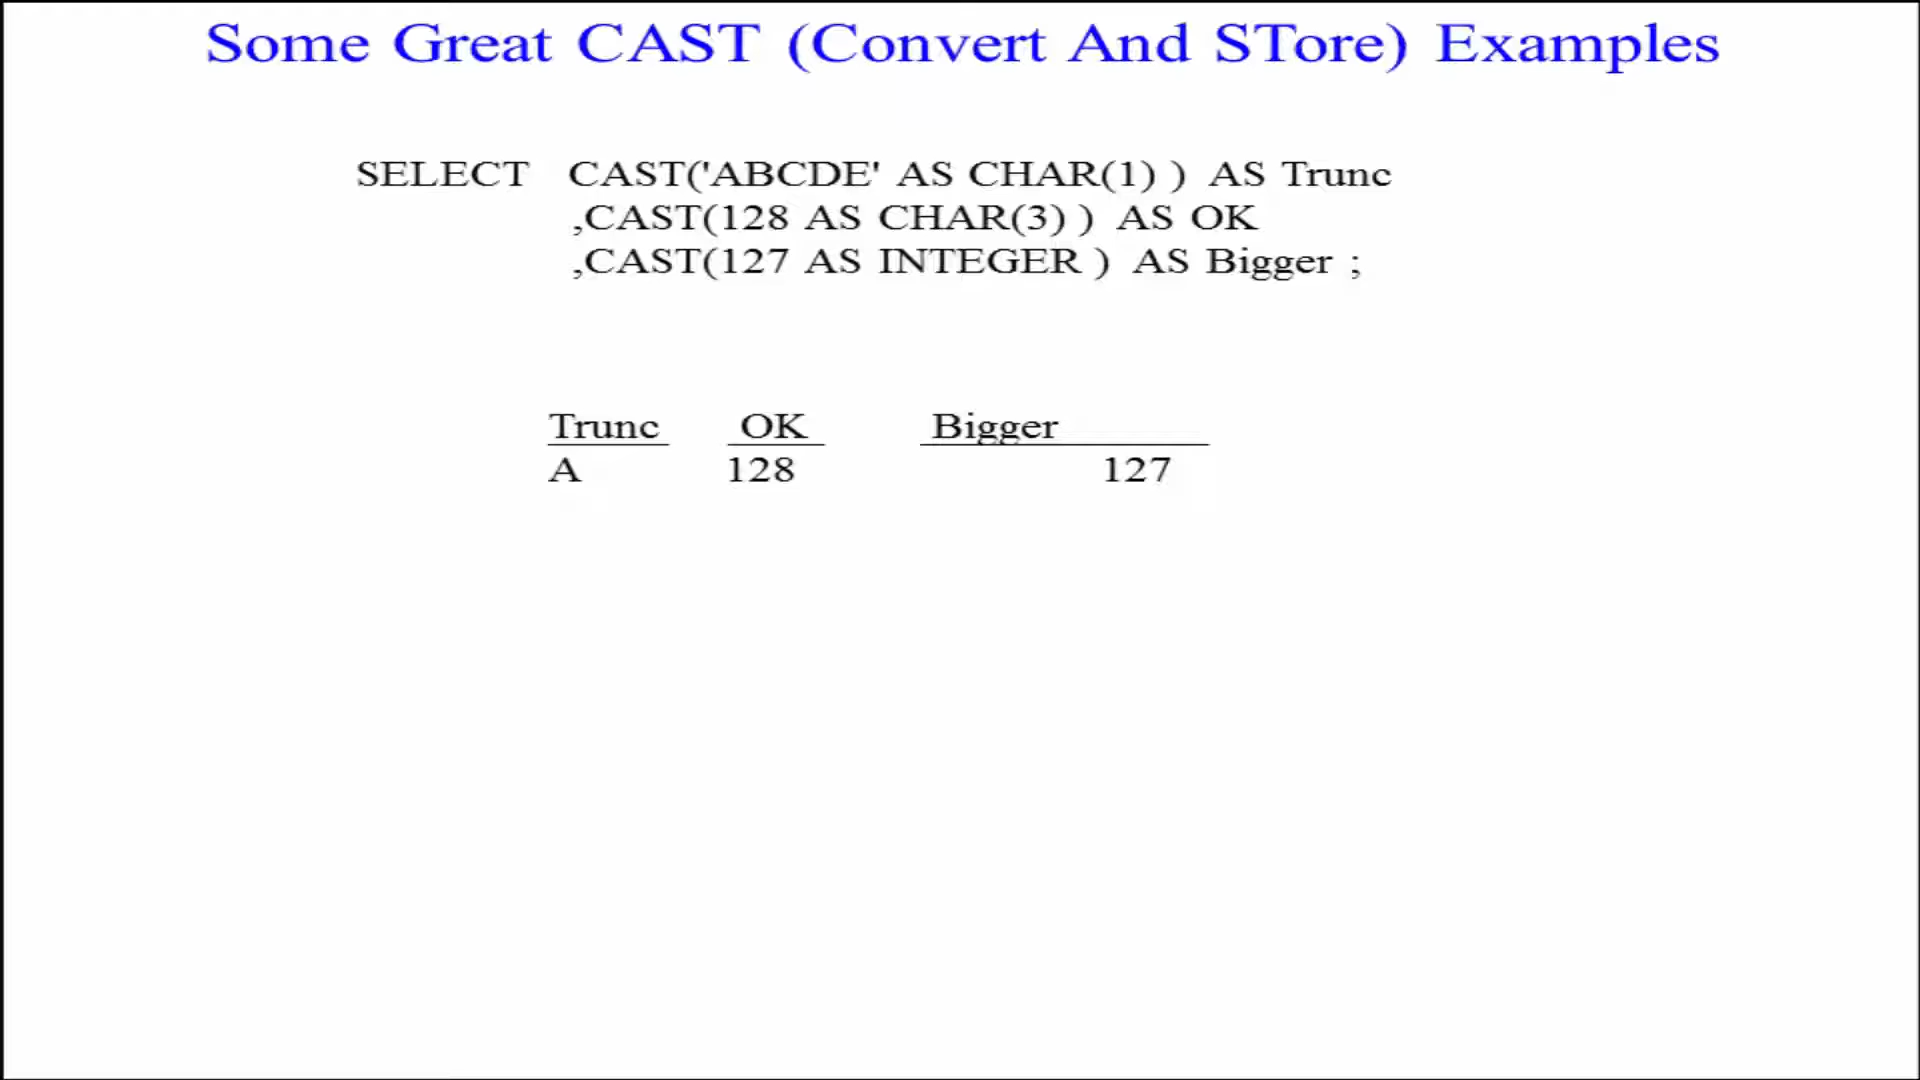 Some Great CAST (Convert And STore) Examples
SELECT CAST('ABCDE' AS CHAR(1) ) AS Trunc
,CAST(128 AS CHAR(3) ) AS OK
,CAST(127 AS INTEGER ) AS Bigger ;
Trunc OK Bigger
A 128 127